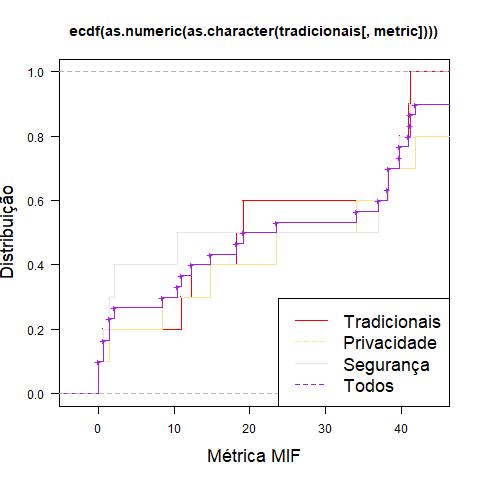 ecdf(as.numeric(as.character(tradicionais[, metric])))
Distribuição
1.0
0.8
0.6
0.4
0.2
0.0
0 10 20 30 40
Métrica MIF
Tradicionais
Privacidade
Segurança
Todos